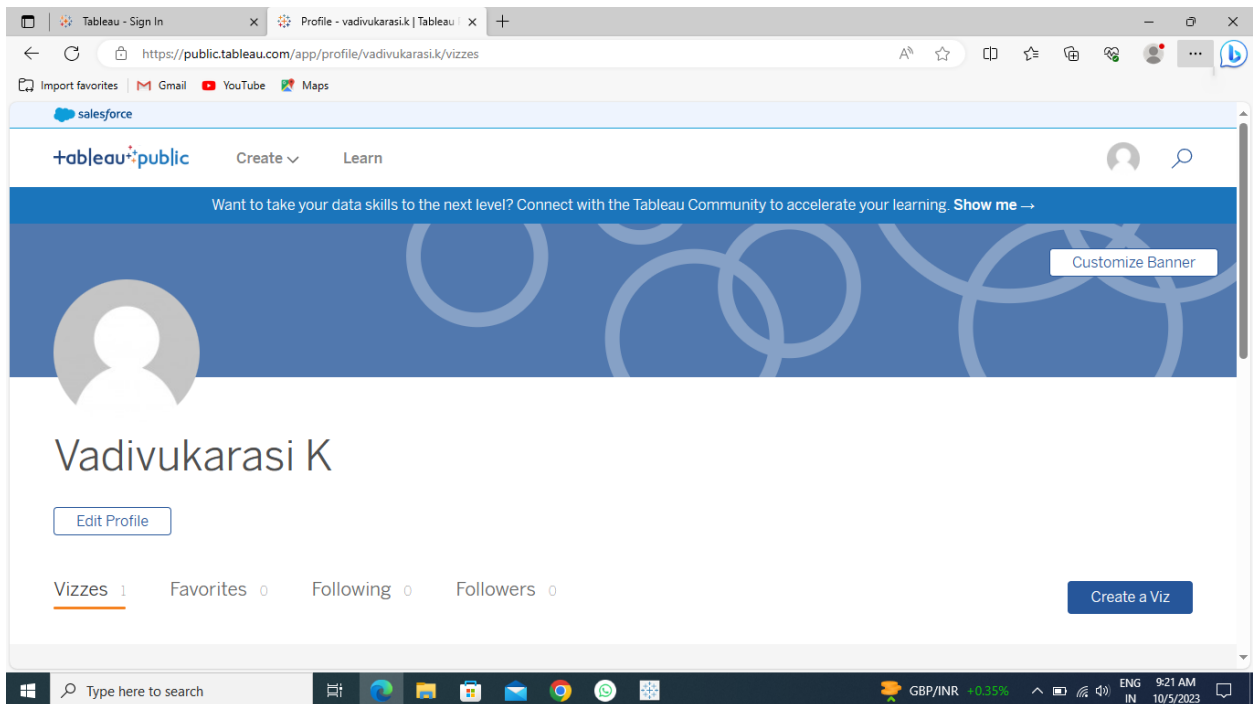 Tableau - Sign In
Profile - vadivukarasi.k | Tableau
https://public.tableau.com/app/profile/vadivukarasi.k/vizzes
Import favorites Gmail YouTube Maps
salesforce
+ableau public Create Learn
Want to take your data skills to the next level? Connect with the Tableau Community to accelerate your learning. Show me →
Customize Banner
Vadivukarasi K
Edit Profile
Vizzes 1 Favorites 0 Following 0 Followers 0
Create a Viz
Type here to search
GBP/INR +0.35%
ENG 9:21 AM
IN 10/5/2023